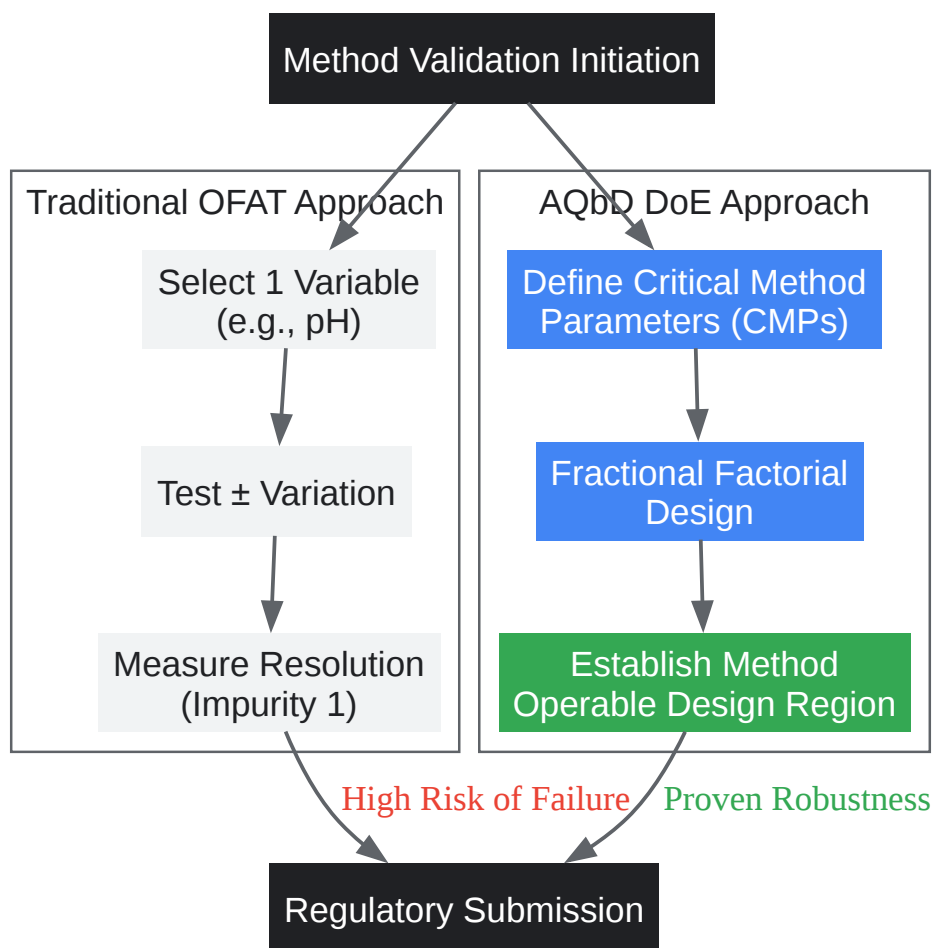 Method Validation Initiation
Traditional OFAT Approach
Select 1 Variable
(e.g., pH)
Test ± Variation
Measure Resolution
(Impurity 1)
AQbD DoE Approach
Define Critical Method
Parameters (CMPs)
Fractional Factorial
Design
Establish Method
Operable Design Region
High Risk of Failure
Proven Robustness
Regulatory Submission